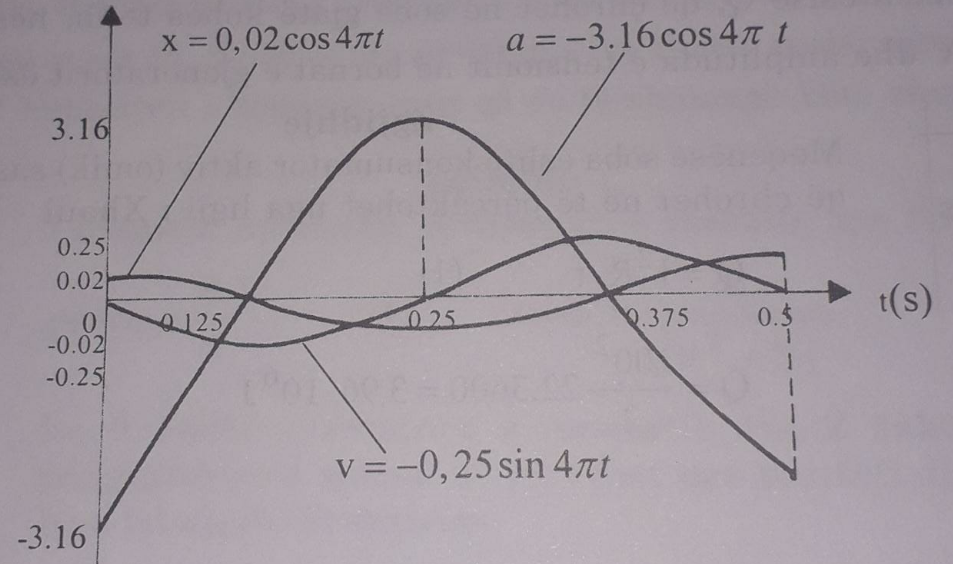 x = 0,02 cos 4πt
a = −3.16 cos 4π t
3.16
0.25
0.02
0
-0.02
-0.25
-3.16
0.125
0.25
0.375
0.5
t(s)
v = −0,25 sin 4πt